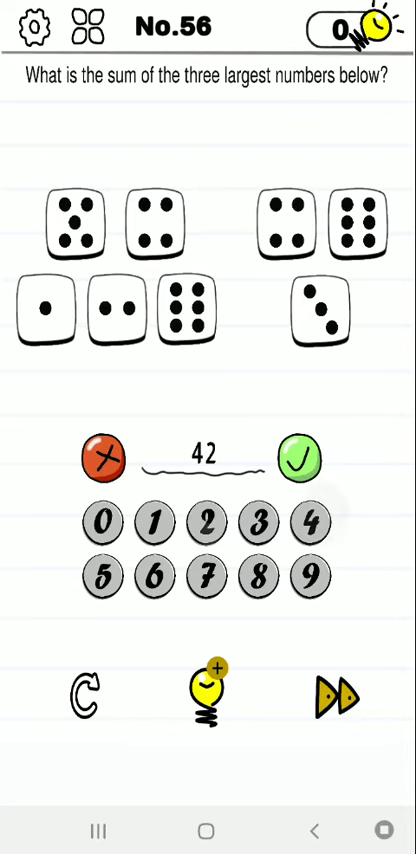 No.56
0
What is the sum of the three largest numbers below?
42
0 1 2 3 4
5 6 7 8 9